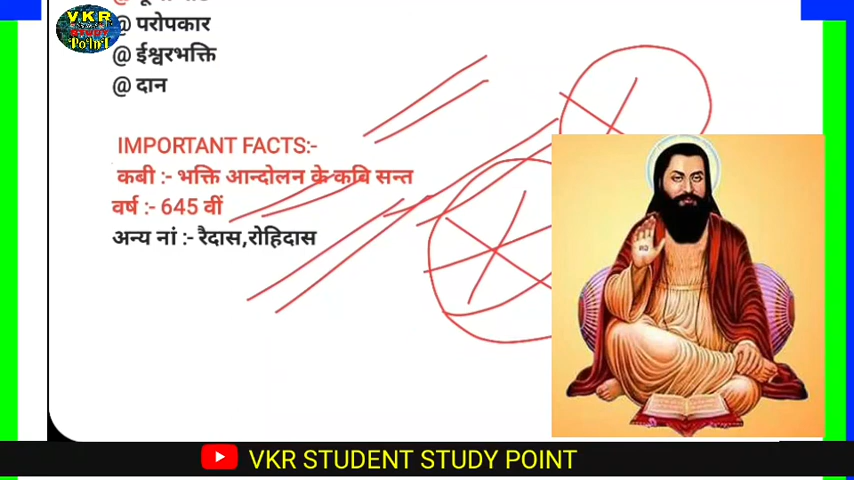 VKR
STUDY
Point
@ परोपकार
@ ईश्वरभक्ति
@ दान
IMPORTANT FACTS:-
कबी :- भक्ति आन्दोलन के कबि सन्त
वर्ष :- 645 वीं
अन्य नां :- रैदास,रोहिदास
VKR STUDENT STUDY POINT